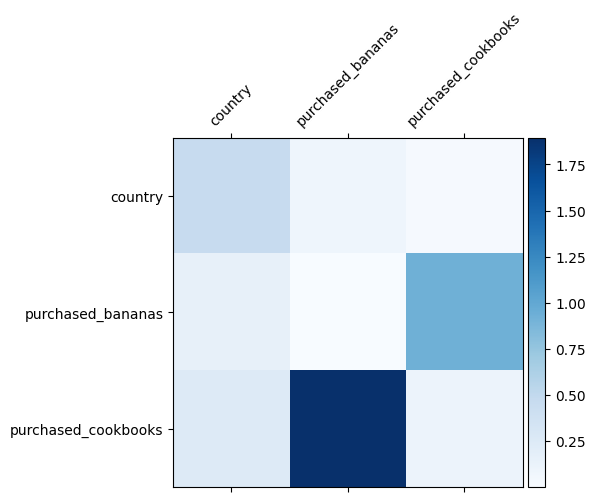 country
purchased_bananas
purchased_cookbooks
country
purchased_bananas
purchased_cookbooks
1.75
1.50
1.25
1.00
0.75
0.50
0.25